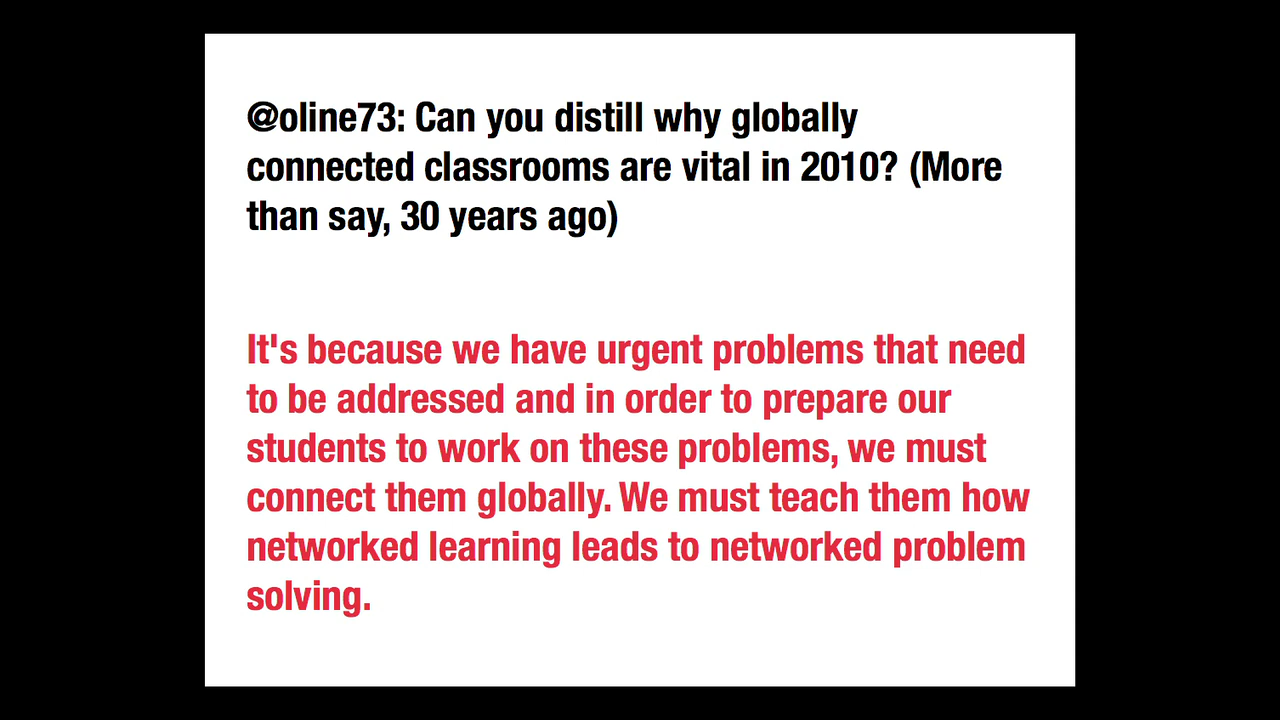 @oline73: Can you distill why globally
connected classrooms are vital in 2010? (More
than say, 30 years ago)
It's because we have urgent problems that need
to be addressed and in order to prepare our
students to work on these problems, we must
connect them globally. We must teach them how
networked learning leads to networked problem
solving.